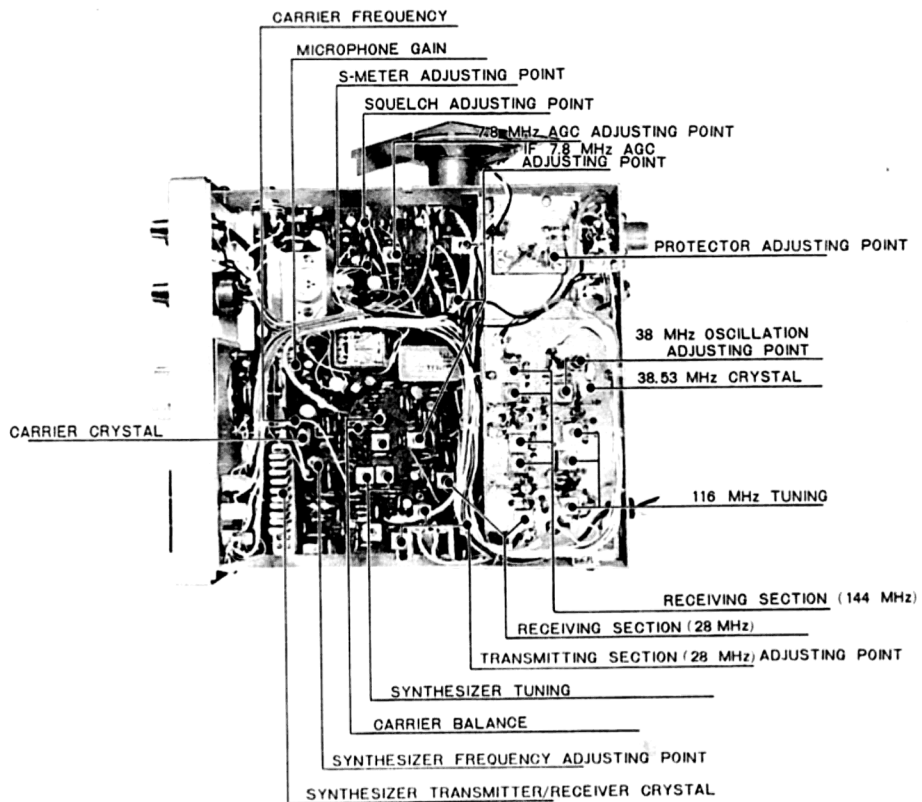 CARRIER FREQUENCY
MICROPHONE GAIN
S-METER ADJUSTING POINT
SQUELCH ADJUSTING POINT
7.8 MHz AGC ADJUSTING POINT
IF 7.8 MHz AGC
ADJUSTING POINT
PROTECTOR ADJUSTING POINT
38 MHz OSCILLATION
ADJUSTING POINT
38.53 MHz CRYSTAL
CARRIER CRYSTAL
116 MHz TUNING
RECEIVING SECTION (144 MHz)
RECEIVING SECTION (28 MHz)
TRANSMITTING SECTION (28 MHz) ADJUSTING POINT
SYNTHESIZER TUNING
CARRIER BALANCE
SYNTHESIZER FREQUENCY ADJUSTING POINT
SYNTHESIZER TRANSMITTER/RECEIVER CRYSTAL